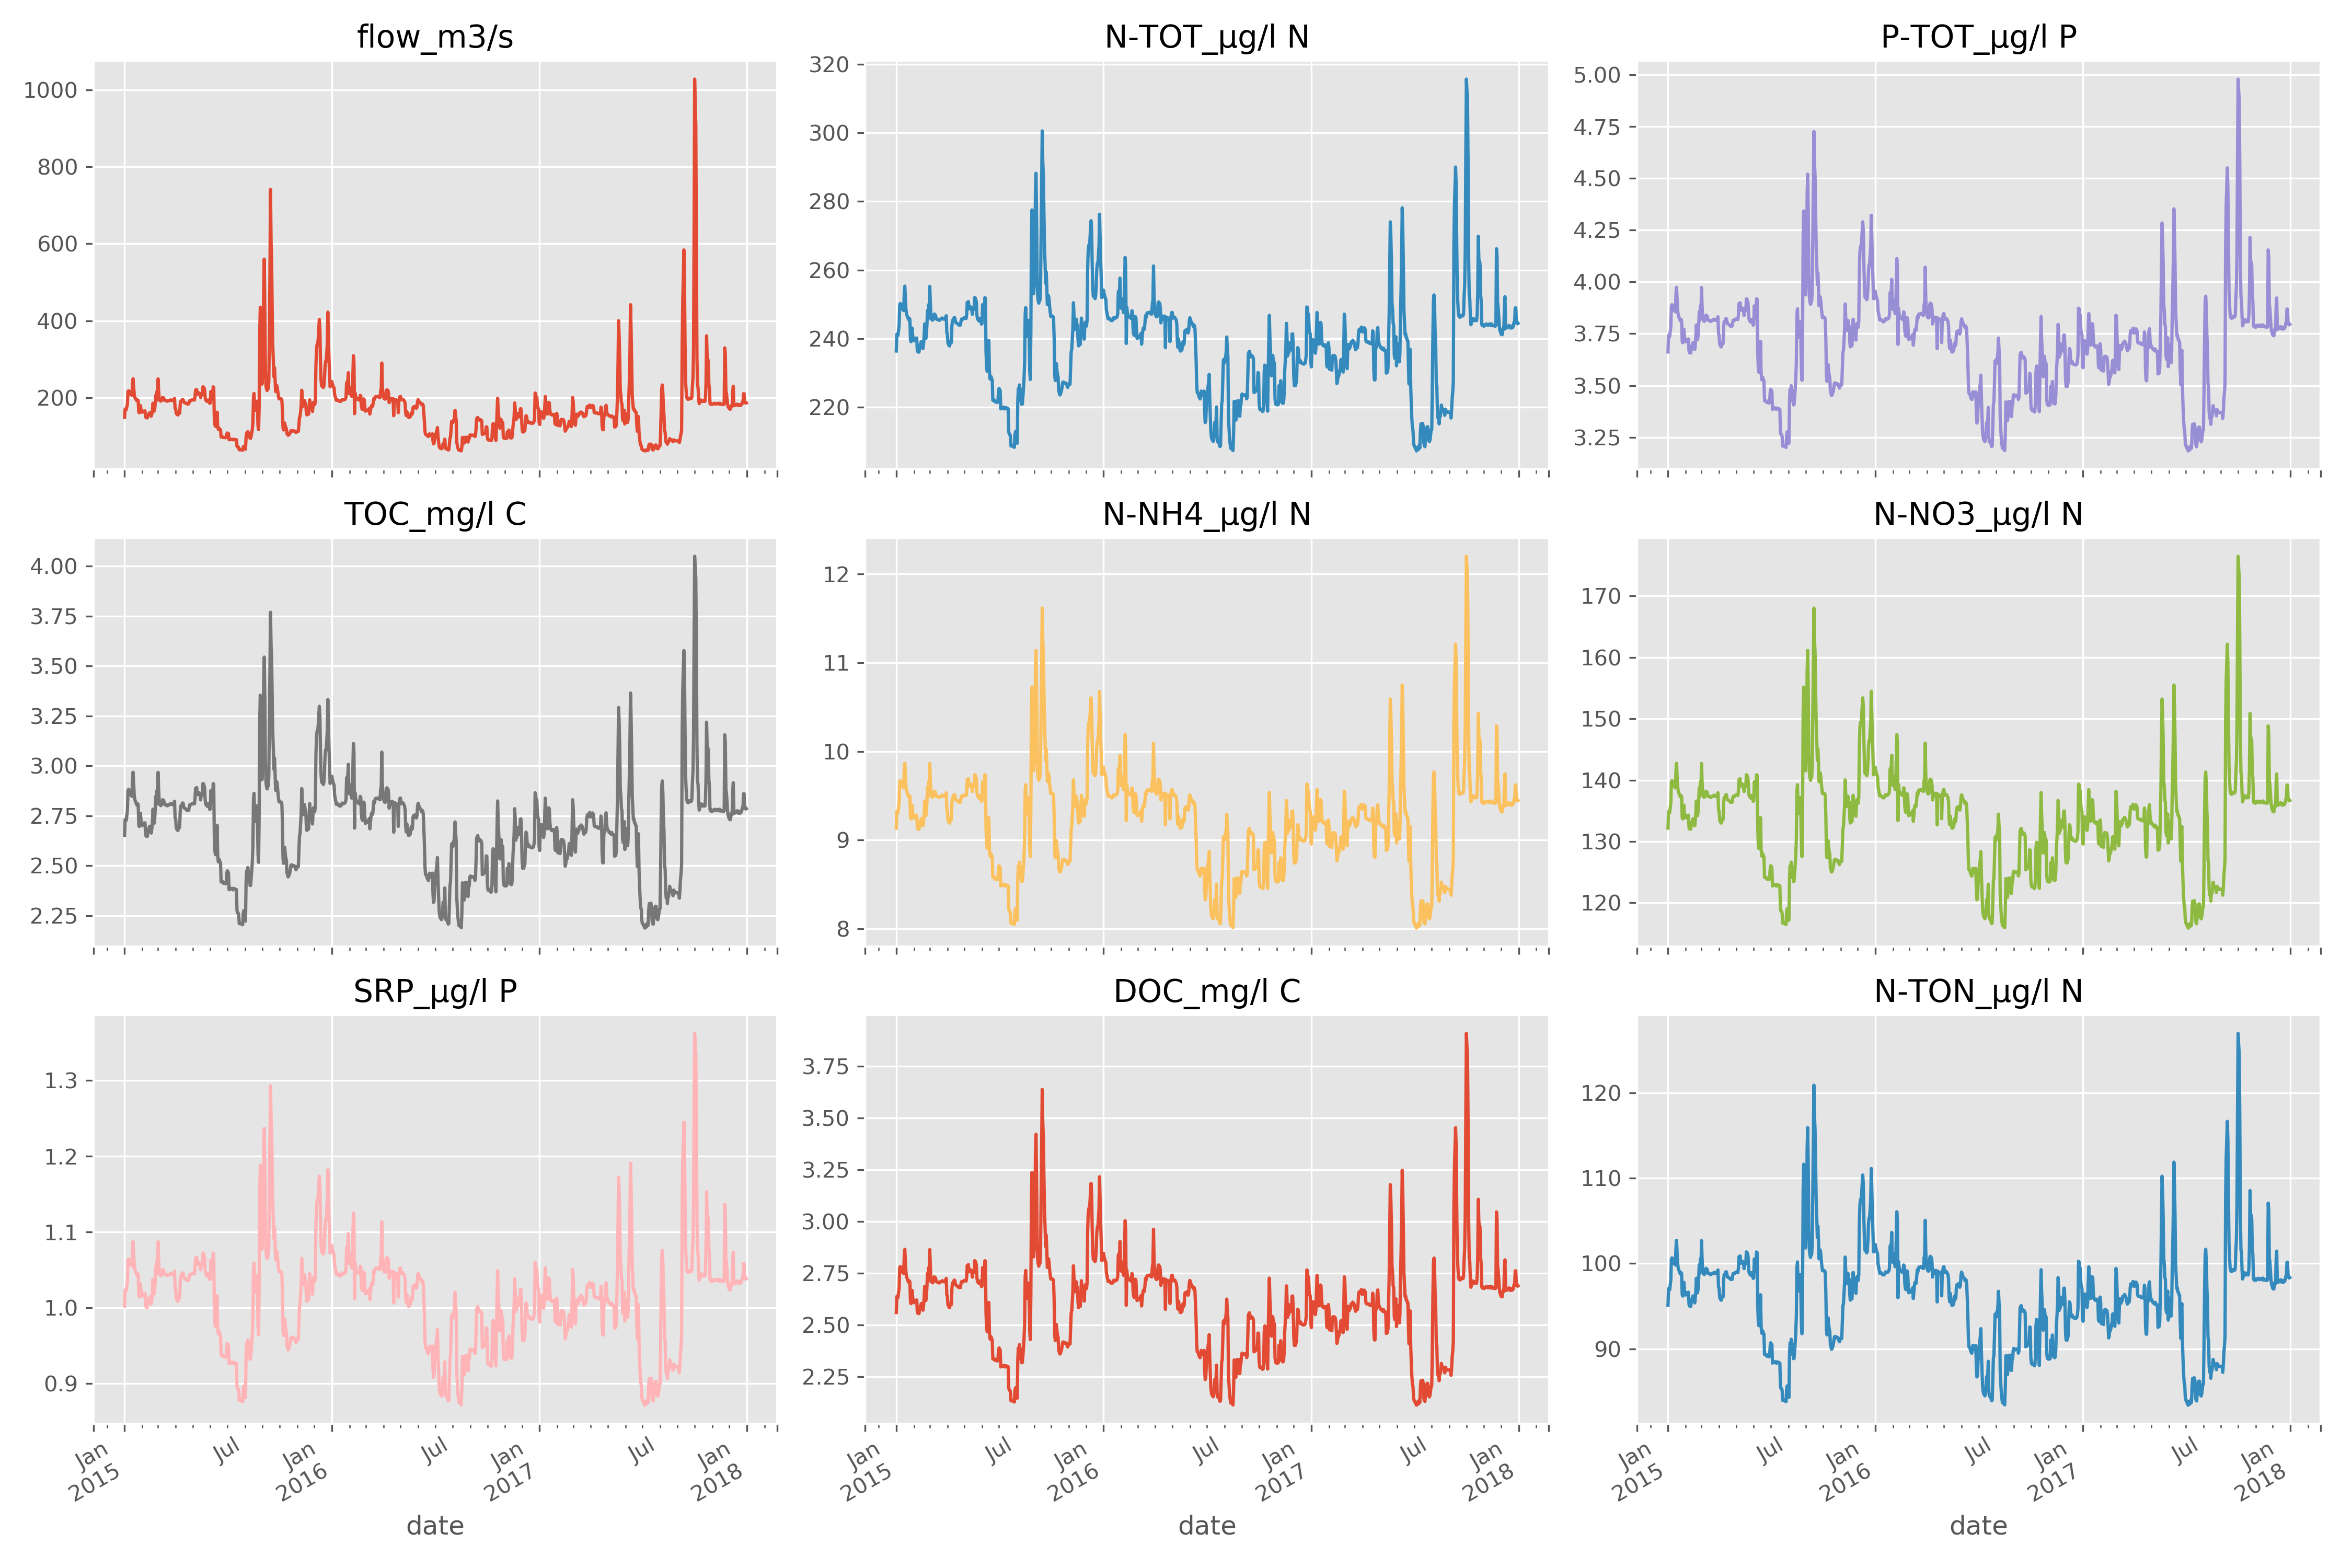 flow_m3/s
1000
800
600
400
200
N-TOT_µg/l N
320
300
280
260
240
220
P-TOT_µg/l P
5.00
4.75
4.50
4.25
4.00
3.75
3.50
3.25
TOC_mg/l C
4.00
3.75
3.50
3.25
3.00
2.75
2.50
2.25
N-NH4_µg/l N
12
11
10
9
8
N-NO3_µg/l N
170
160
150
140
130
120
SRP_µg/l P
1.3
1.2
1.1
1.0
0.9
Jan
2015
Jul
Jan
2016
Jul
Jan
2017
Jul
Jan
2018
date
DOC_mg/l C
3.75
3.50
3.25
3.00
2.75
2.50
2.25
Jan
2015
Jul
Jan
2016
Jul
Jan
2017
Jul
Jan
2018
date
N-TON_µg/l N
120
110
100
90
Jan
2015
Jul
Jan
2016
Jul
Jan
2017
Jul
Jan
2018
date